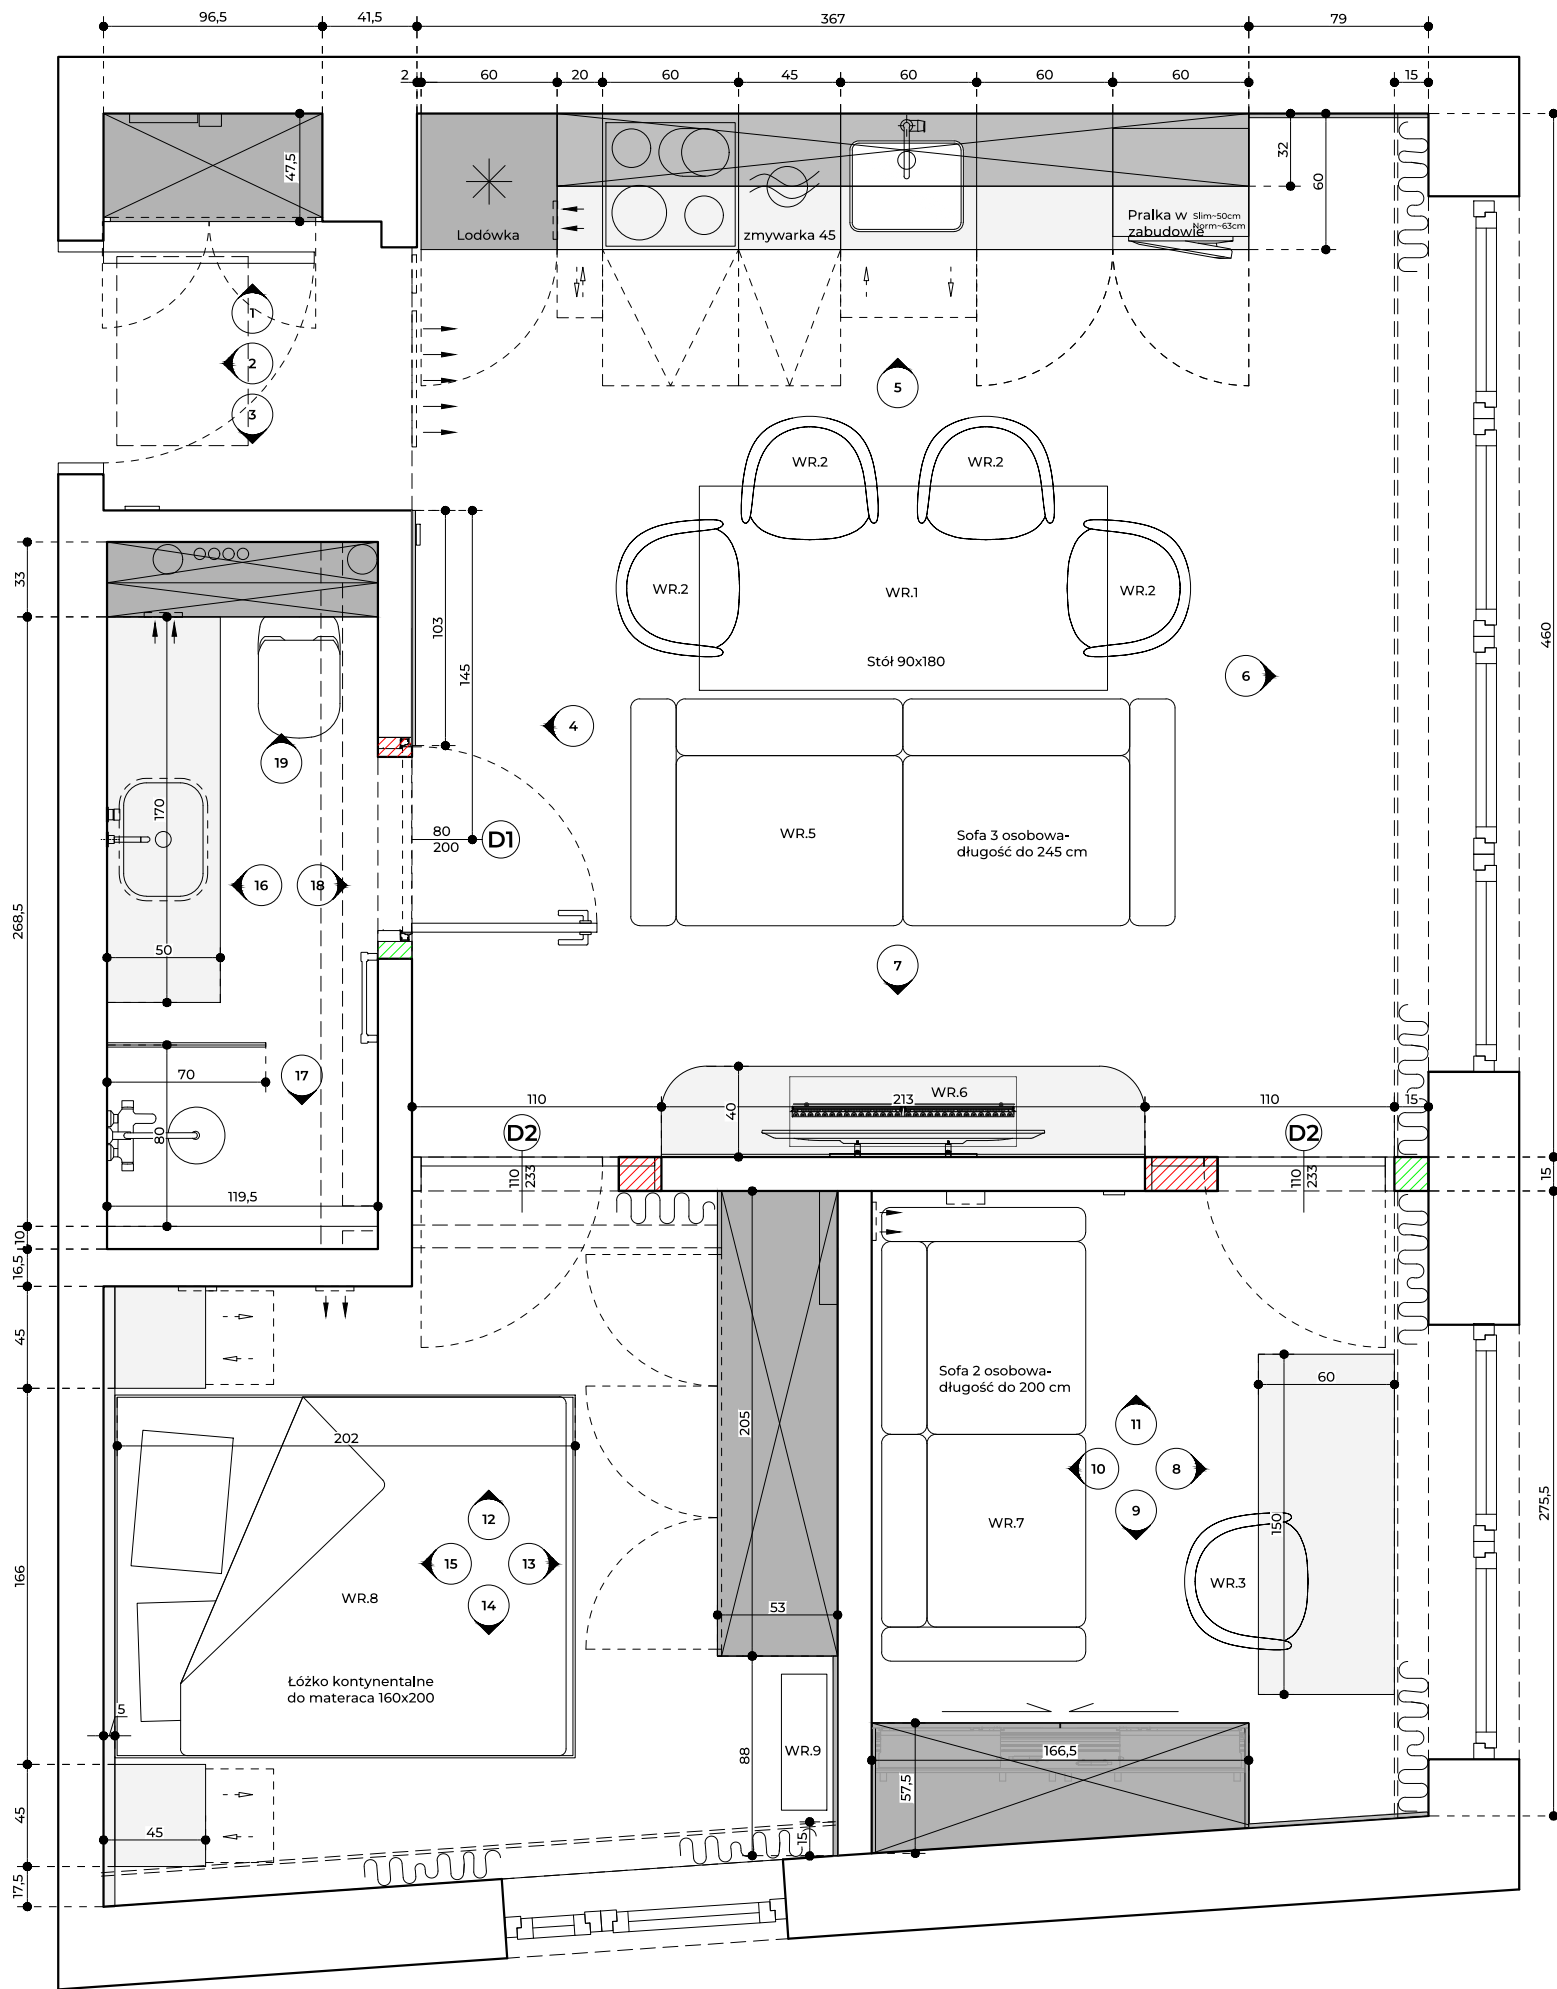 96,5
41,5
367
79
2
60
20
60
45
60
60
60
15
47,5
32
60
Lodówka
zmywarka 45
Pralka w
zabudowie
Slim~50cm
Norm~63cm
1
2
3
5
WR.2
WR.2
WR.2
WR.1
WR.2
Stół 90x180
33
103
145
460
6
4
19
170
80
200
D1
WR.5
Sofa 3 osobowa-
długość do 245 cm
16
18
268,5
50
7
70
17
80
110
40
213
WR.6
110
15
D2
110
233
D2
110
233
15
119,5
10
16,5
45
202
205
Sofa 2 osobowa-
długość do 200 cm
60
11
10
8
9
12
15
13
14
150
275,5
166
WR.8
WR.7
WR.3
53
Łóżko kontynentalne
do materaca 160x200
5
88
WR.9
166,5
57,5
45
45
15
17,5